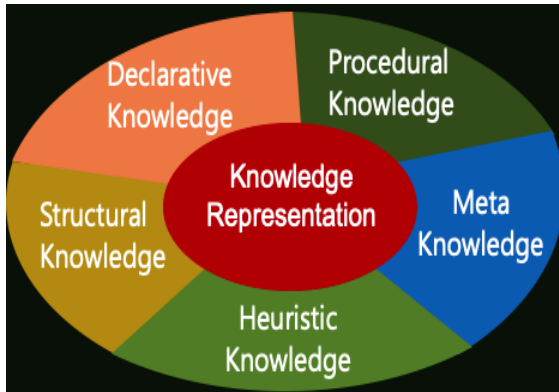 Declarative
Knowledge
Procedural
Knowledge
Knowledge
Representation
Structural
Knowledge
Meta
Knowledge
Heuristic
Knowledge